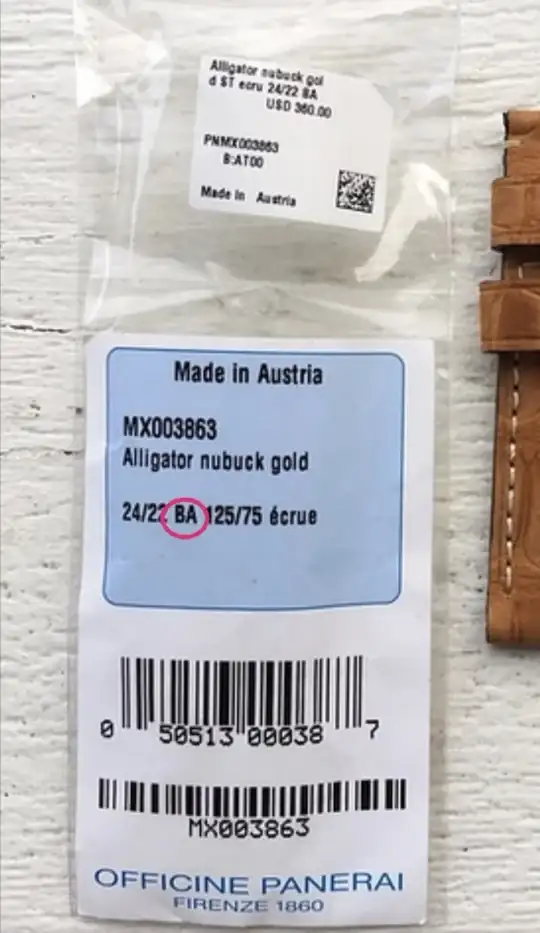 Alligator nubuck gol
d ST ecru 24/22 BA
USD 360.00
PNMX003863
B:AT00
Made in Austria
Made in Austria
MX003863
Alligator nubuck gold
24/22 BA 125/75 écrue
0 50513 00038 7
MX003863
OFFICINE PANERAI
FIRENZE 1860